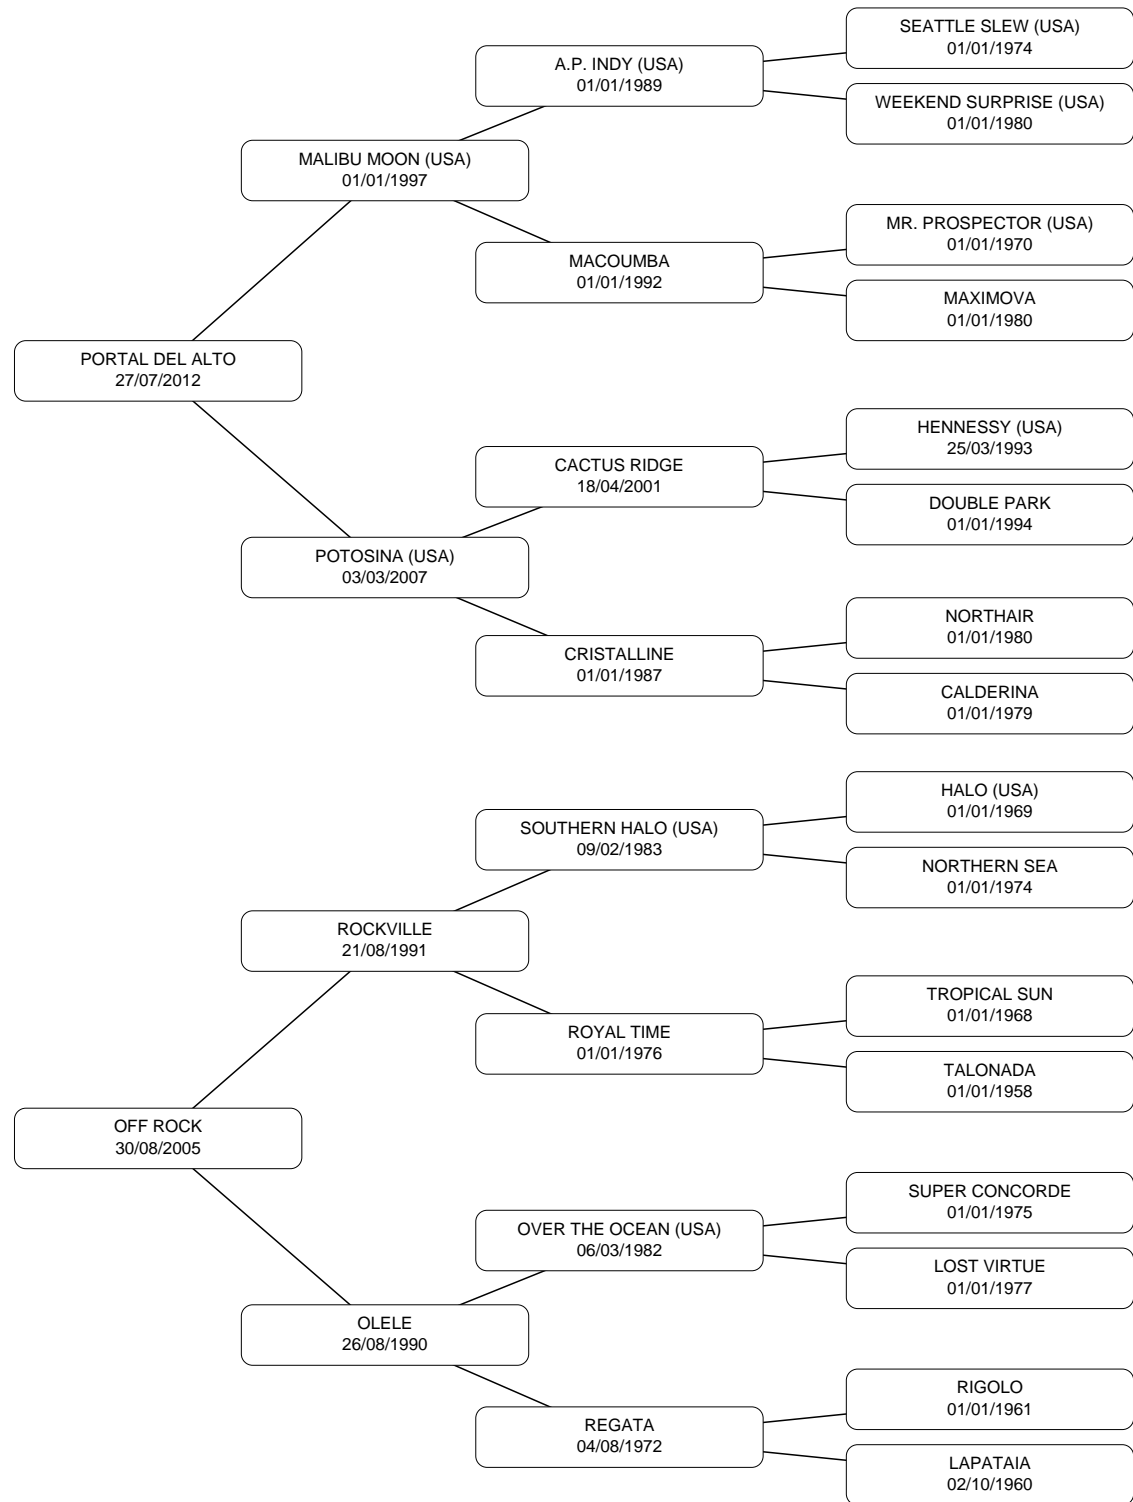 SEATTLE SLEW (USA)
01/01/1974
A.P. INDY (USA)
01/01/1989
WEEKEND SURPRISE (USA)
01/01/1980
MALIBU MOON (USA)
01/01/1997
MR. PROSPECTOR (USA)
01/01/1970
MACOUMBA
01/01/1992
MAXIMOVA
01/01/1980
PORTAL DEL ALTO
27/07/2012
HENNESSY (USA)
25/03/1993
CACTUS RIDGE
18/04/2001
DOUBLE PARK
01/01/1994
POTOSINA (USA)
03/03/2007
NORTHAIR
01/01/1980
CRISTALLINE
01/01/1987
CALDERINA
01/01/1979
HALO (USA)
01/01/1969
SOUTHERN HALO (USA)
09/02/1983
NORTHERN SEA
01/01/1974
ROCKVILLE
21/08/1991
TROPICAL SUN
01/01/1968
ROYAL TIME
01/01/1976
TALONADA
01/01/1958
OFF ROCK
30/08/2005
SUPER CONCORDE
01/01/1975
OVER THE OCEAN (USA)
06/03/1982
LOST VIRTUE
01/01/1977
OLELE
26/08/1990
RIGOLO
01/01/1961
REGATA
04/08/1972
LAPATAIA
02/10/1960